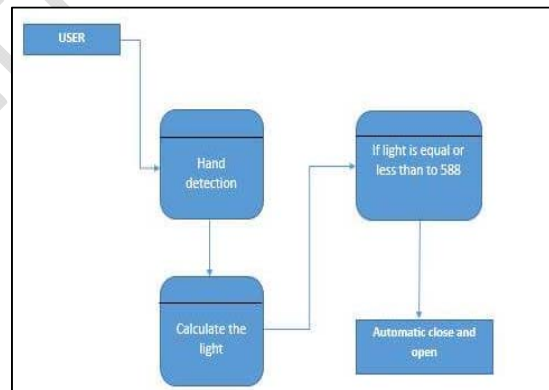 USER
Hand
detection
Calculate the
light
If light is equal or
less than to 588
Automatic close and
open